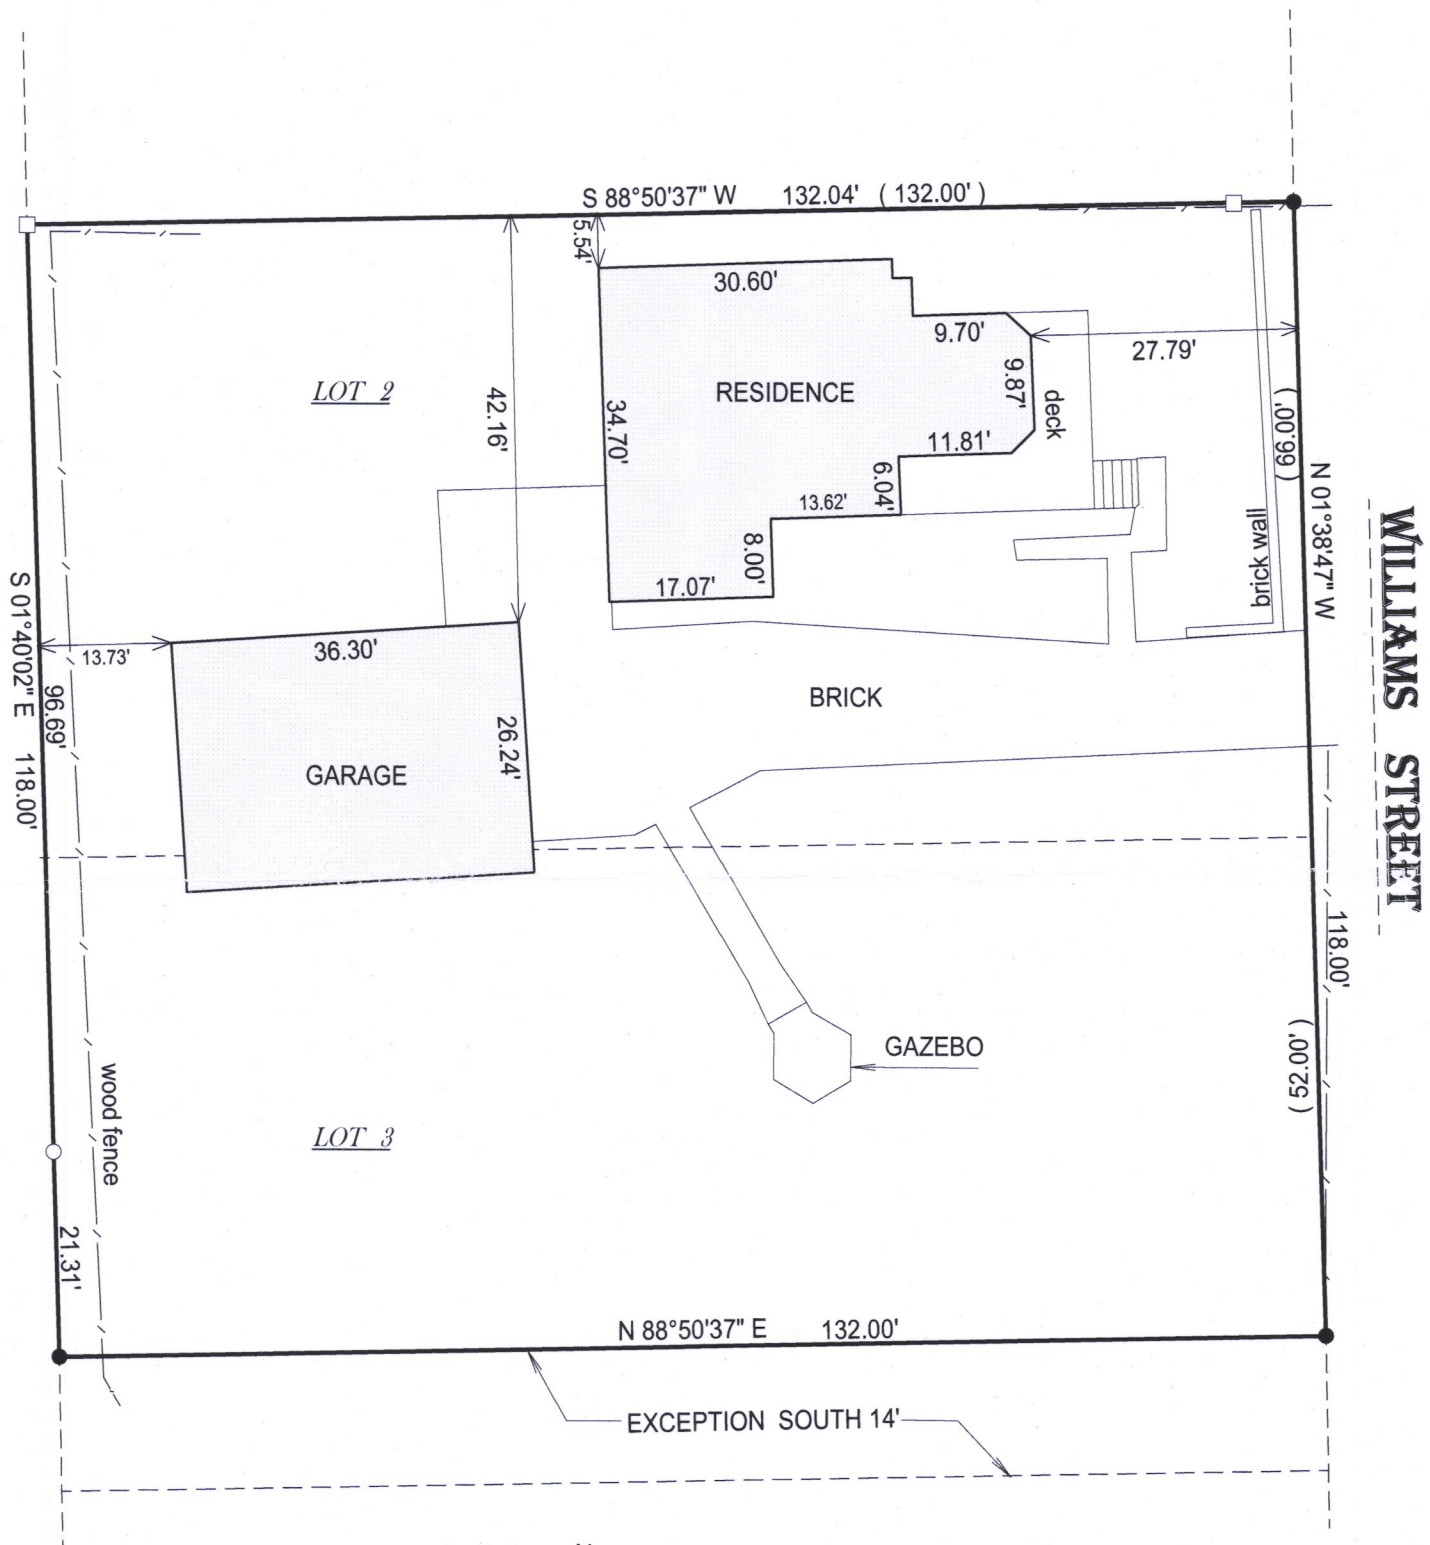 S 88°50'37" W 132.04' ( 132.00' )
5.54'
30.60'
9.70'
27.79'
LOT 2
42.16'
34.70'
RESIDENCE
9.87'
deck
( 66.00' )
11.81'
6.04'
13.62'
8.00'
17.07'
brick wall
N 01°38'47" W 118.00'
WILLIAMS STREET
S 01°40'02" E 118.00'
13.73'
36.30'
96.69'
26.24'
GARAGE
BRICK
GAZEBO
( 52.00' )
wood fence
LOT 3
21.31'
N 88°50'37" E 132.00'
EXCEPTION SOUTH 14'